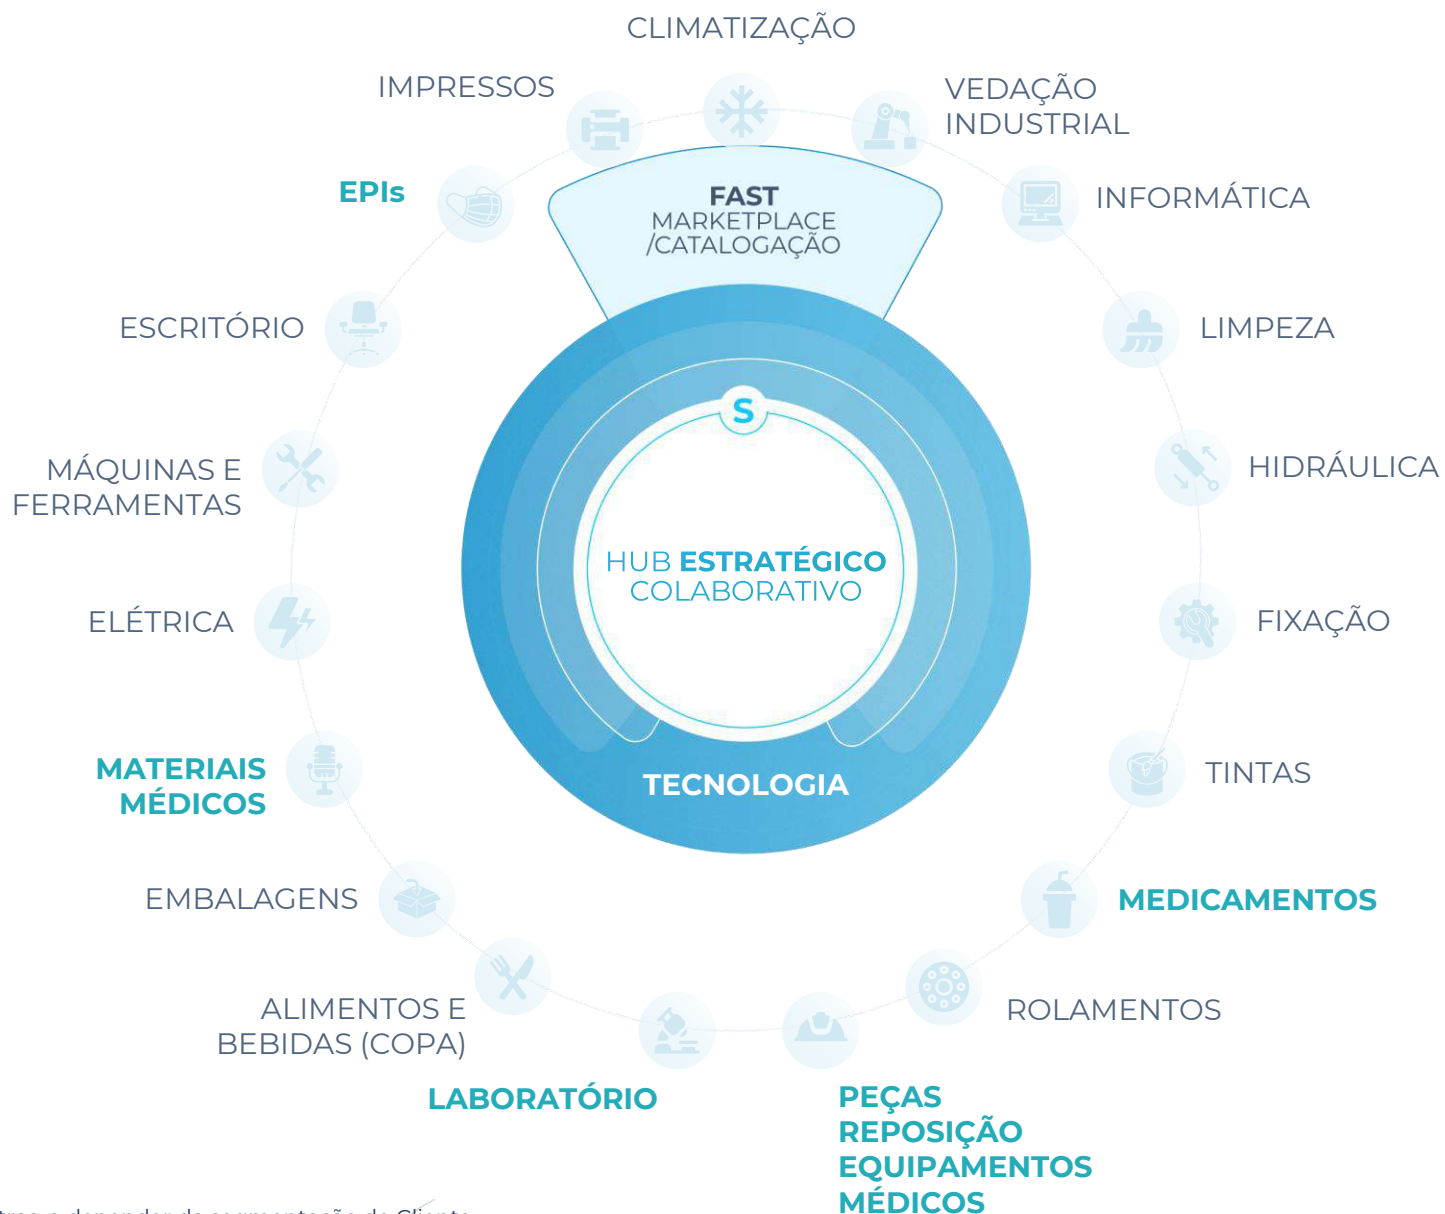 CLIMATIZAÇÃO
IMPRESSOS
VEDAÇÃO
INDUSTRIAL
EPIs
INFORMÁTICA
FAST
MARKETPLACE
/CATALOGAÇÃO
ESCRITÓRIO
LIMPEZA
S
MÁQUINAS E
FERRAMENTAS
HIDRÁULICA
HUB ESTRATÉGICO
COLABORATIVO
ELÉTRICA
FIXAÇÃO
MATERIAIS
MÉDICOS
TECNOLOGIA
TINTAS
EMBALAGENS
MEDICAMENTOS
ALIMENTOS E
BEBIDAS (COPA)
ROLAMENTOS
LABORATÓRIO
PEÇAS
REPOSIÇÃO
EQUIPAMENTOS
MÉDICOS